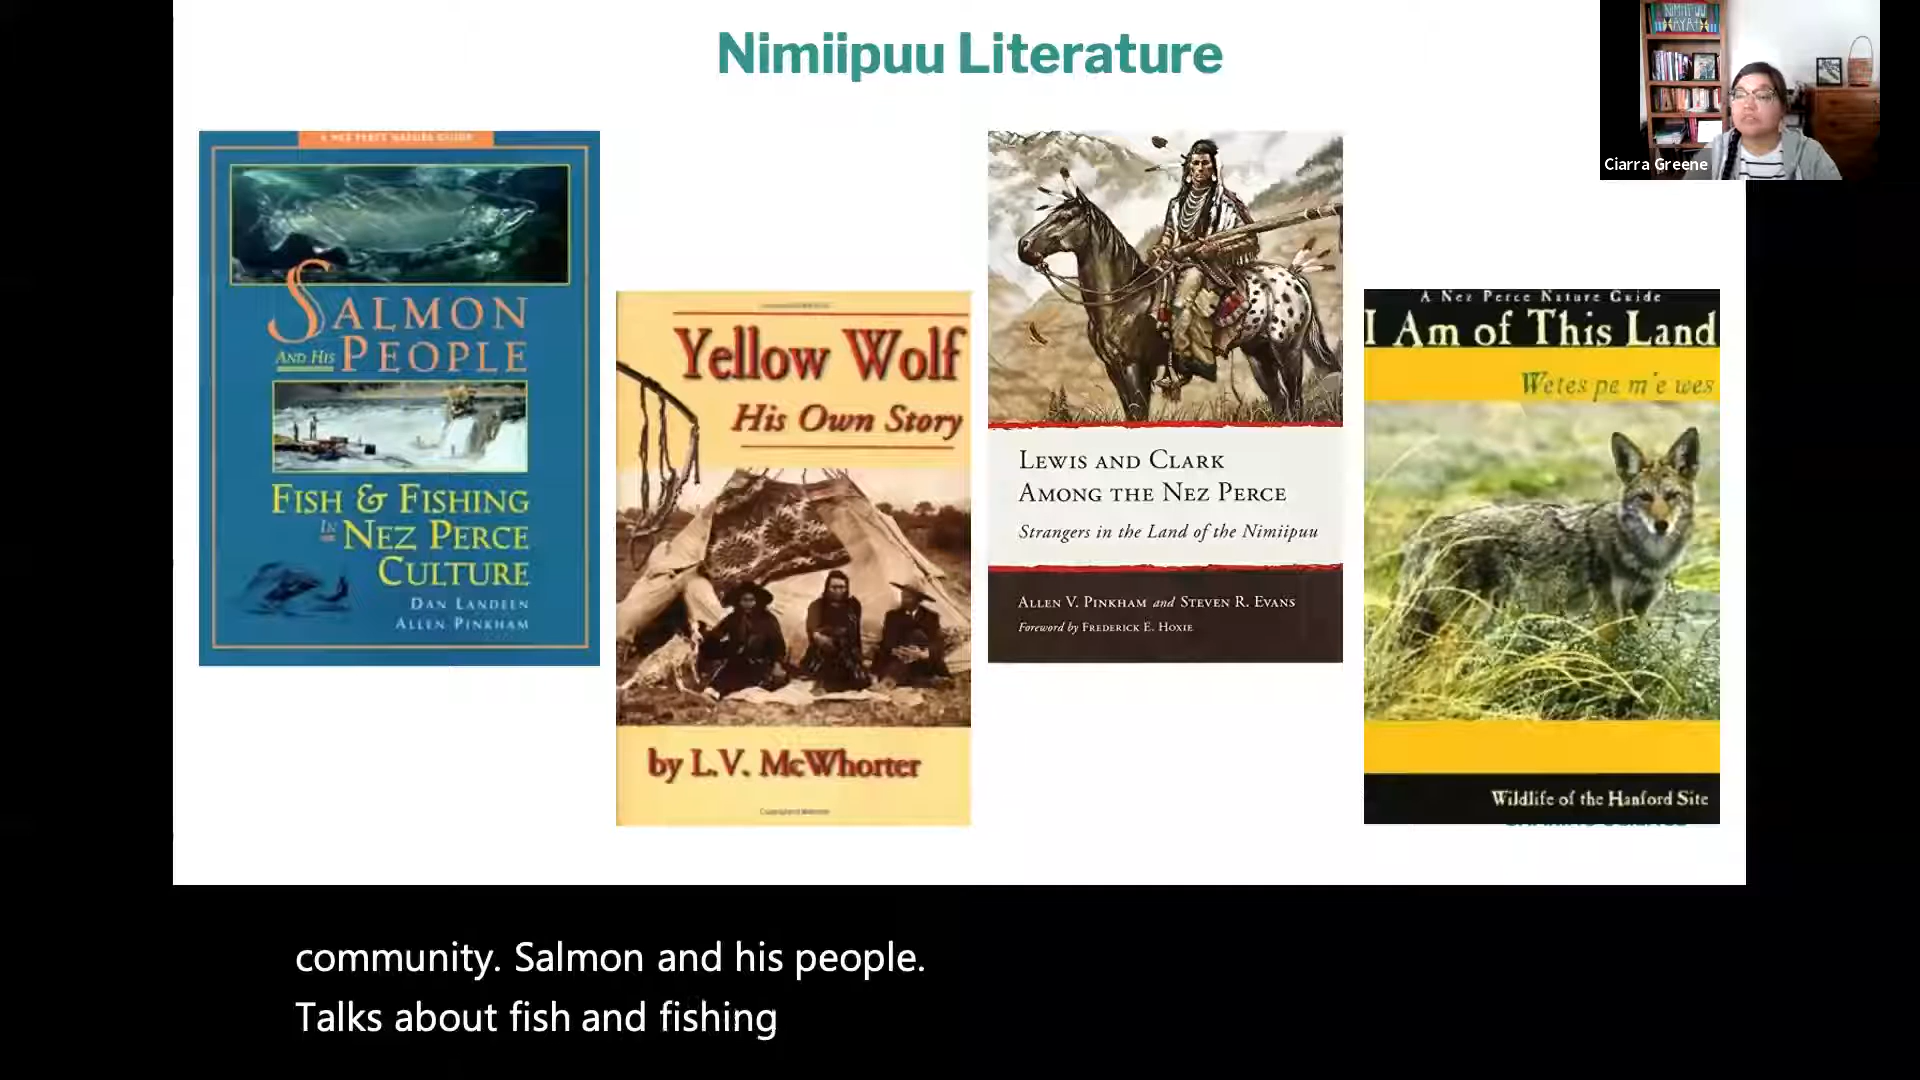 Nimiipuu Literature
NIMIIPUU
Ciarra Greene
A NEZ PERCE NATURE GUIDE
SALMON
AND HIS PEOPLE
FISH & FISHING
IN NEZ PERCE
CULTURE
DAN LANDEEN
ALLEN PINKHAM
Yellow Wolf
His Own Story
by L.V. McWhorter
LEWIS AND CLARK
AMONG THE NEZ PERCE
Strangers in the Land of the Nimiipuu
ALLEN V. PINKHAM and STEVEN R. EVANS
Foreword by FREDERICK E. HOXIE
A Nez Perce Nature Guide
I Am of This Land
Wetes pe m'e wes
Wildlife of the Hanford Site
community. Salmon and his people.
Talks about fish and fishing